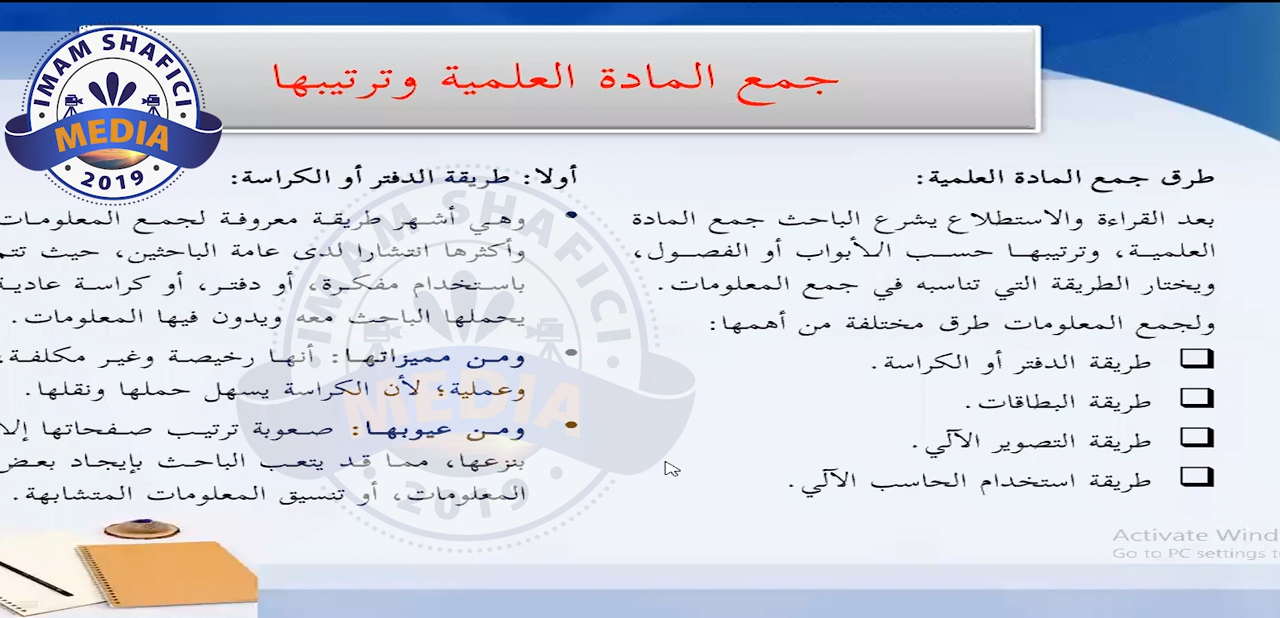 جمع المادة العلمية وترتيبها
IMAM SHAFICI
MEDIA
2019
طرق جمع المادة العلمية:
بعد القراءة والاستطلاع يشرع الباحث جمع المادة
العلمية، وترتيبها حسب الأبواب أو الفصول،
ويختار الطريقة التي تناسبه في جمع المعلومات.
ولجمع المعلومات طرق مختلفة من أهمها:
طريقة الدفتر أو الكراسة.
طريقة البطاقات.
طريقة التصوير الآلي.
طريقة استخدام الحاسب الآلي.
أولا: طريقة الدفتر أو الكراسة:
وهي أشهر طريقة معروفة لجمع المعلومات
وأكثرها انتشارا لدى عامة الباحثين، حيث تتم
باستخدام مفكرة، أو دفتر، أو كراسة عادية
يحملها الباحث معه ويدون فيها المعلومات.
ومن مميزاتها: أنها رخيصة وغير مكلفة،
وعملية؛ لأن الكراسة يسهل حملها ونقلها.
ومن عيوبها: صعوبة ترتيب صفحاتها إلا
بنزعها، مما قد يتعب الباحث بإيجاد بعض
المعلومات، أو تنسيق المعلومات المتشابهة.
IMAM SHAFICI
MEDIA
2019
Activate Wind
Go to PC settings t